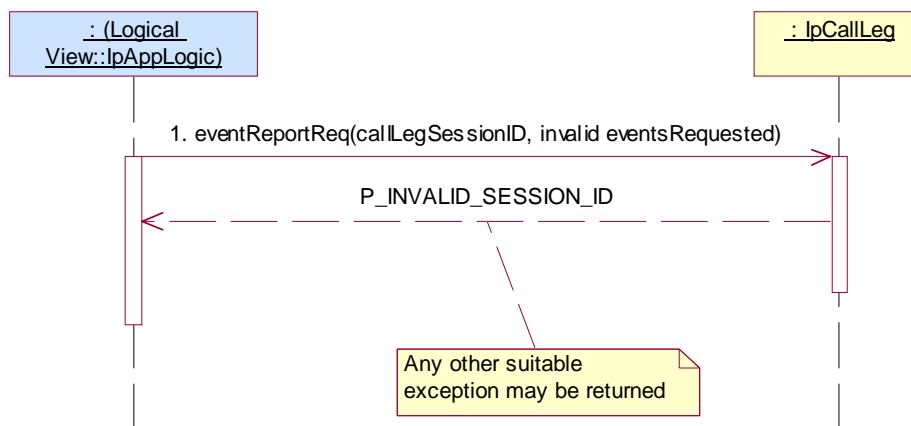 : (Logical
View::IpAppLogic)
: IpCallLeg
1. eventReportReq(callLegSessionID, invalid eventsRequested)
P_INVALID_SESSION_ID
Any other suitable
exception may be returned